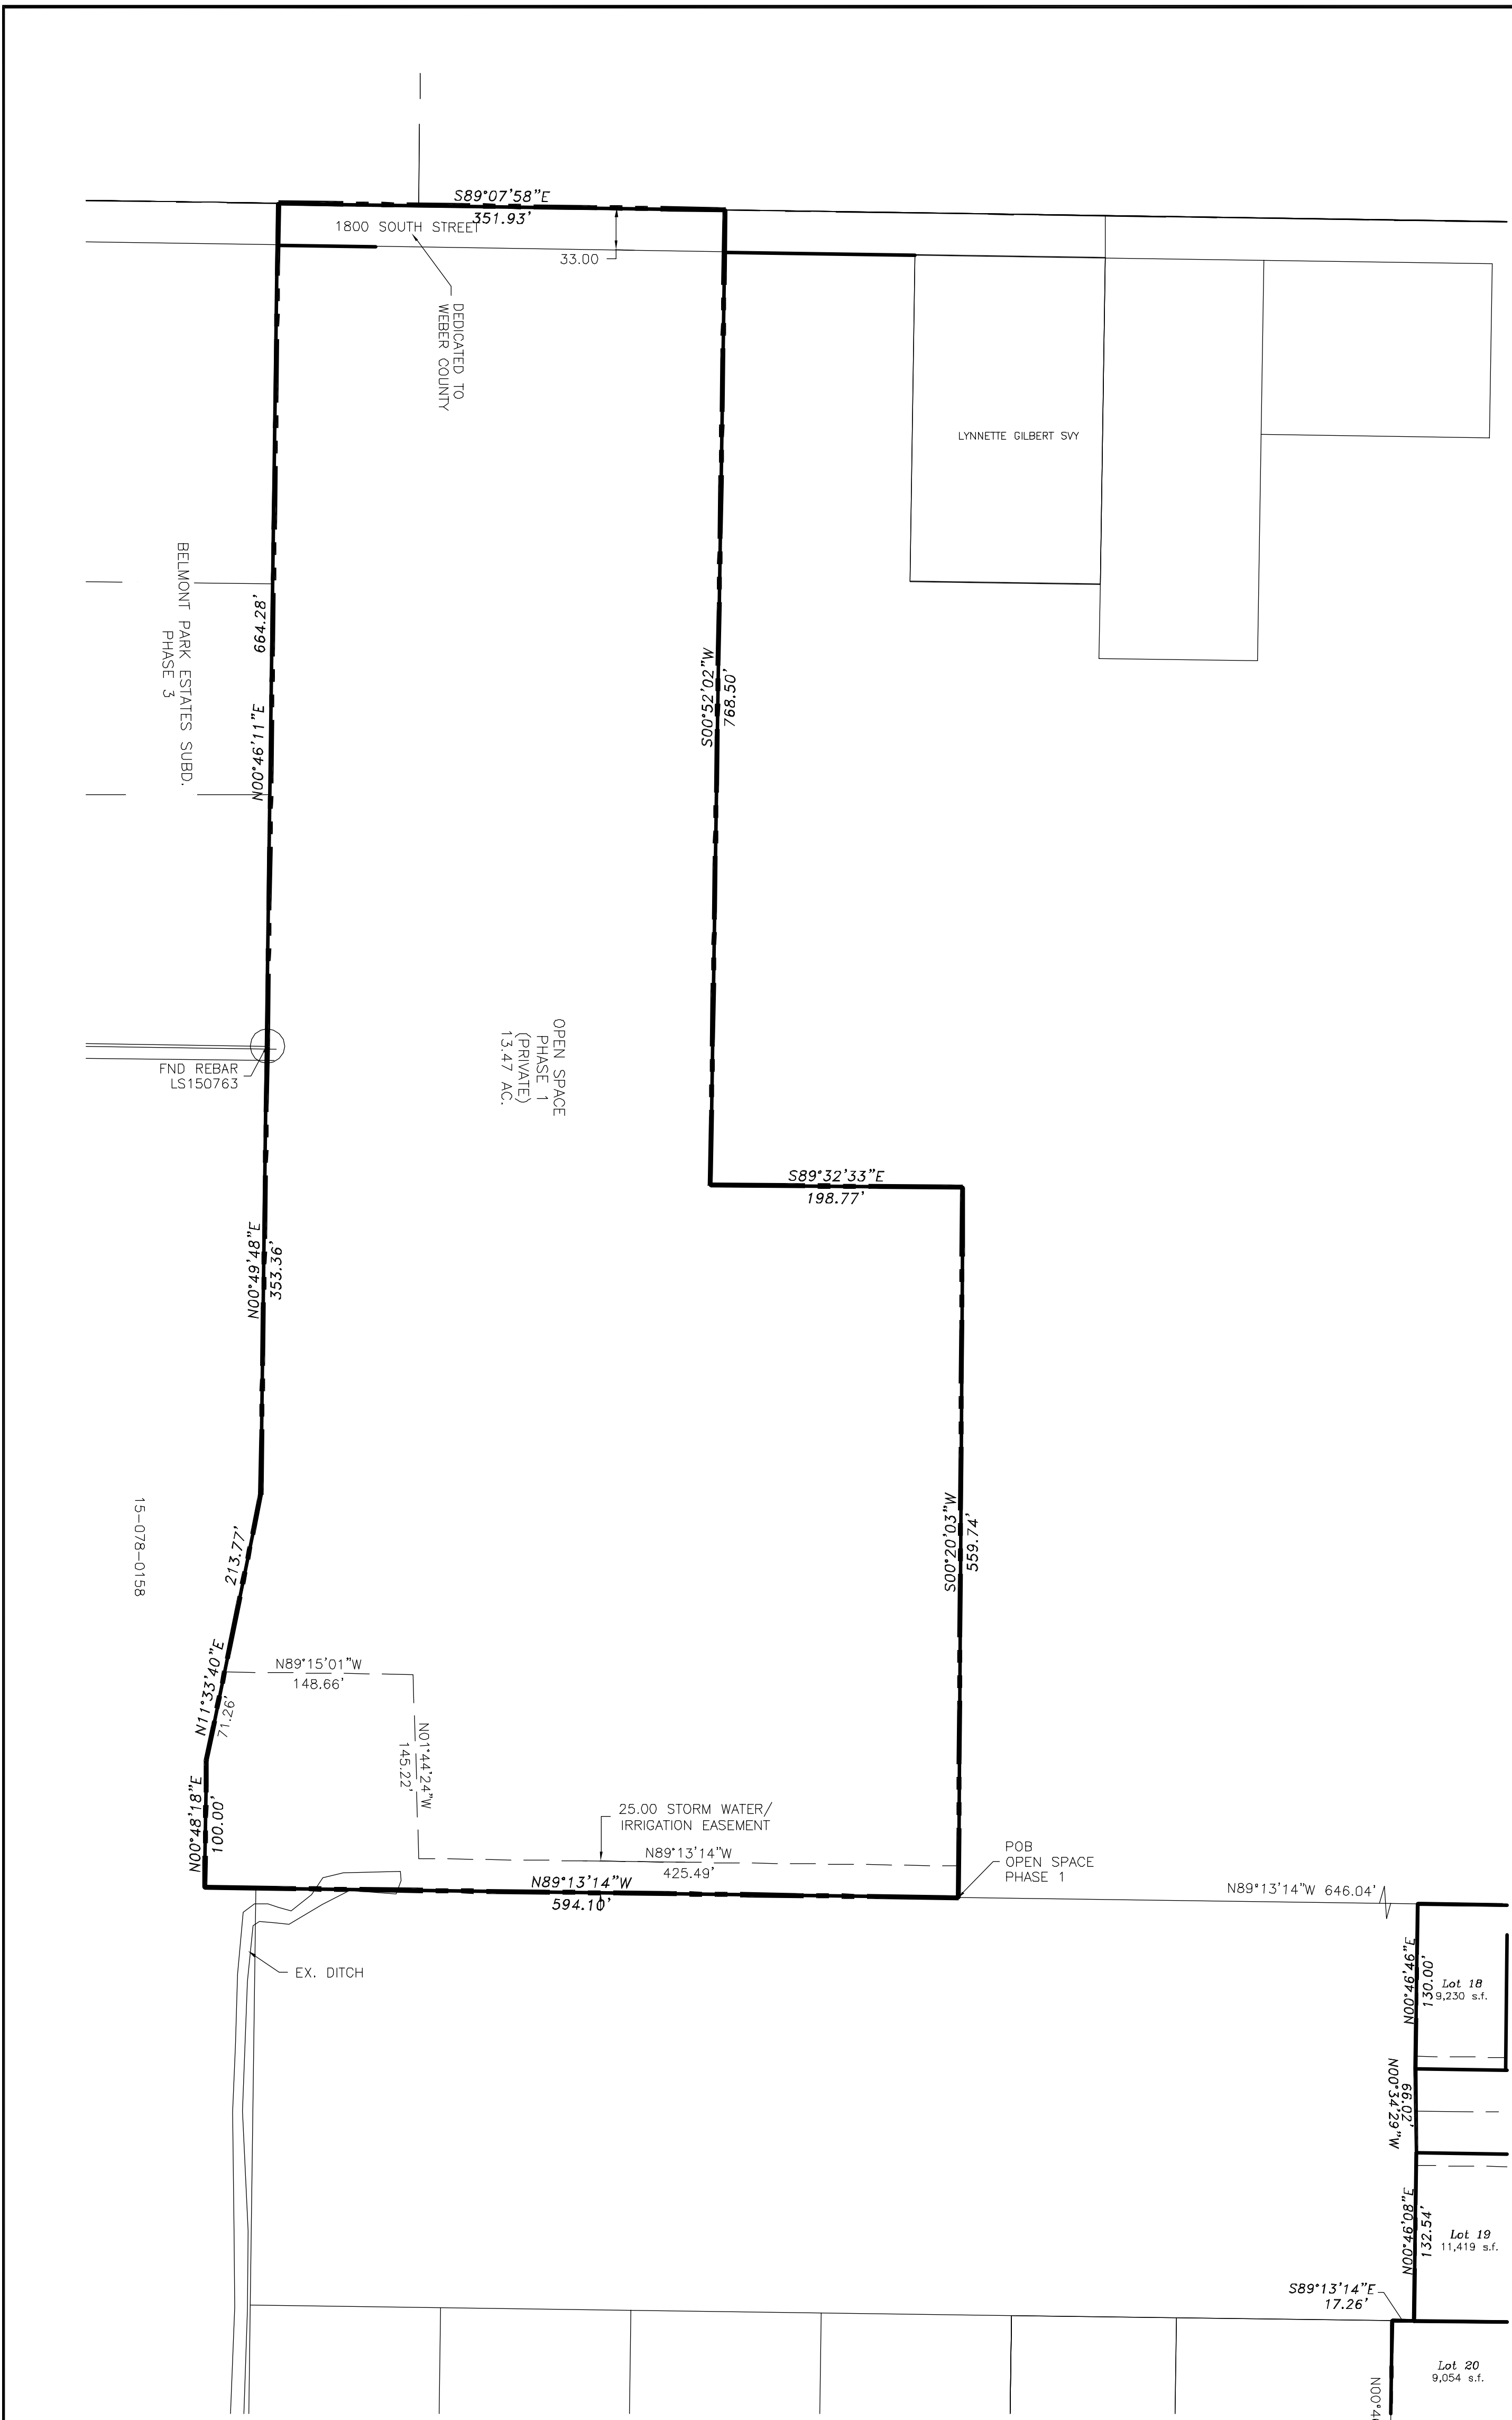 S89°07'58"E
351.93'
1800 SOUTH STREET
33.00
DEDICATED TO
WEBER COUNTY
LYNNETTE GILBERT SVY
BELMONT PARK ESTATES SUBD.
PHASE 3
664.28'
N00°46'11"E
S00°52'02"W
768.50'
OPEN SPACE
PHASE 1
(PRIVATE)
13.47 AC.
FND REBAR
LS150763
S89°32'33"E
198.77'
N00°49'48"E
353.36'
15-078-0158
213.77'
S00°20'03"W
559.74'
N11°33'40"E
71.26'
N89°15'01"W
148.66'
N01°44'24"W
145.22'
N00°48'18"E
100.00'
25.00 STORM WATER/
IRRIGATION EASEMENT
N89°13'14"W
425.49'
N89°13'14"W
594.10'
POB
OPEN SPACE
PHASE 1
N89°13'14"W 646.04'
EX. DITCH
N00°46'46"E
130.00'
Lot 18
9,230 s.f.
66.02'
N00°34'29"W
N00°46'08"E
132.54'
Lot 19
11,419 s.f.
S89°13'14"E
17.26'
Lot 20
9,054 s.f.